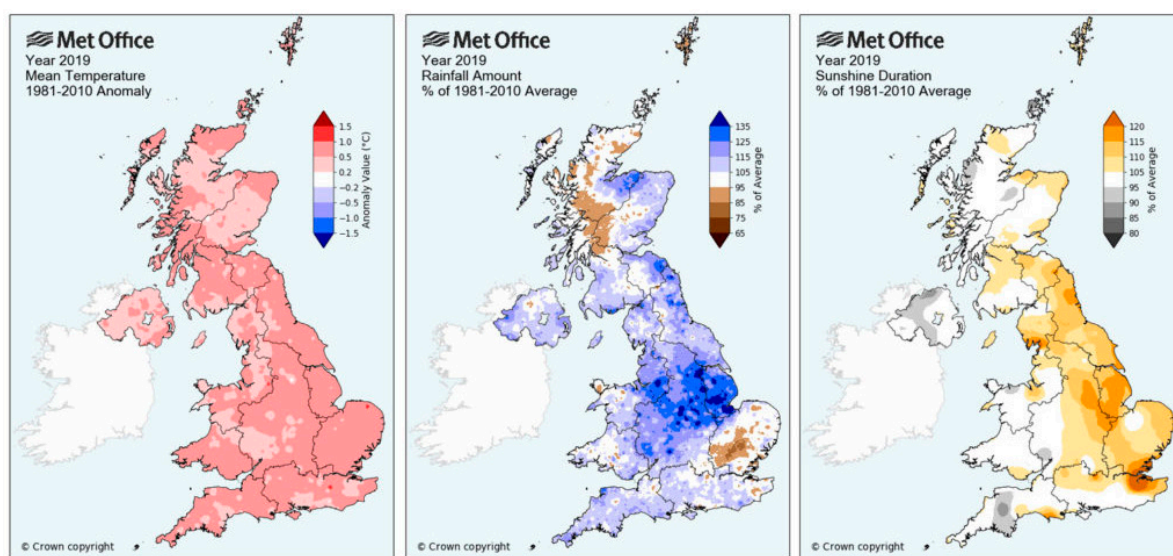 Met Office
Year 2019
Mean Temperature
1981-2010 Anomaly
1.5
1.0
0.5
0.2
−0.2
−0.5
−1.0
−1.5
Anomaly Value (°C)
© Crown copyright
Met Office
Year 2019
Rainfall Amount
% of 1981-2010 Average
135
125
115
105
95
85
75
65
% of Average
© Crown copyright
Met Office
Year 2019
Sunshine Duration
% of 1981-2010 Average
120
115
110
105
95
90
85
80
% of Average
© Crown copyright